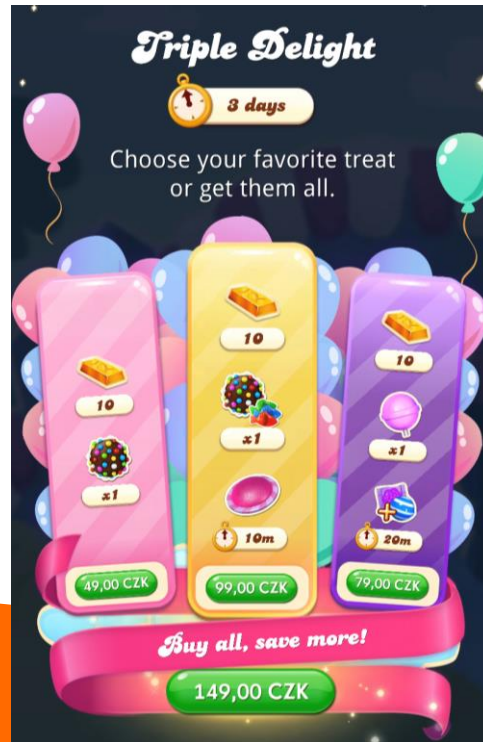 Triple Delight
3 days
Choose your favorite treat
or get them all.
10
x1
49,00 CZK
10
x1
10m
99,00 CZK
10
x1
20m
79,00 CZK
Buy all, save more!
149,00 CZK